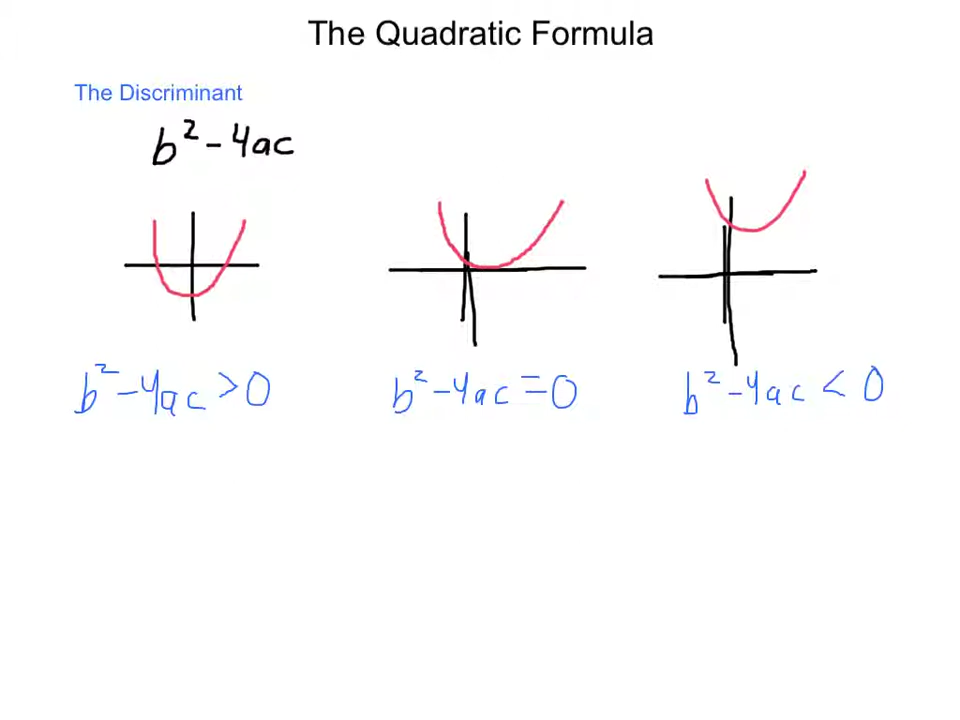 The Quadratic Formula
The Discriminant
b² - 4ac
b² - 4ac > 0
b² - 4ac = 0
b² - 4ac < 0